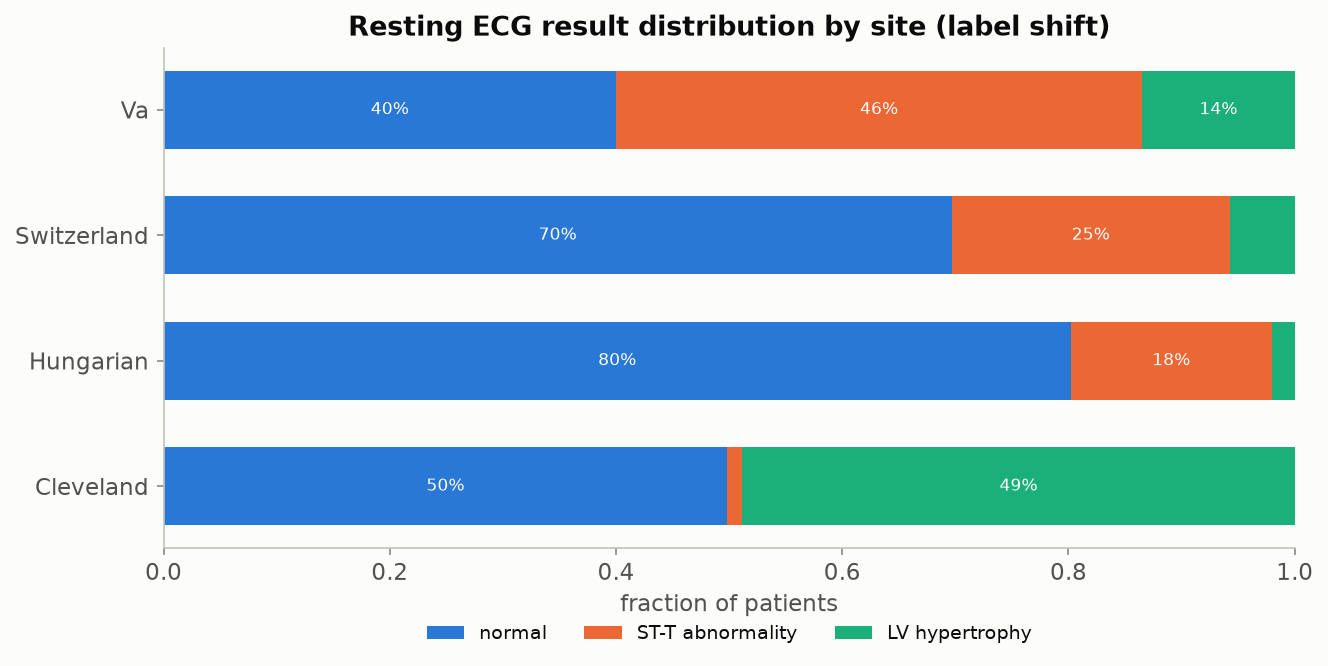 Resting ECG result distribution by site (label shift)
Va
40%
46%
14%
Switzerland
70%
25%
Hungarian
80%
18%
Cleveland
50%
49%
0.0
0.2
0.4
0.6
0.8
1.0
fraction of patients
normal
ST-T abnormality
LV hypertrophy